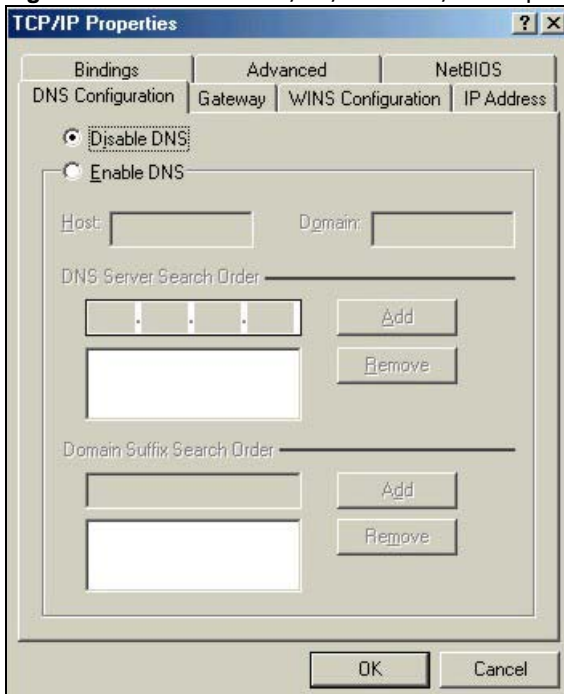 TCP/IP Properties
Bindings Advanced NetBIOS
DNS Configuration Gateway WINS Configuration IP Address
Disable DNS
Enable DNS
Host: Domain:
DNS Server Search Order
. . .
Add
Remove
Domain Suffix Search Order
Add
Remove
OK Cancel